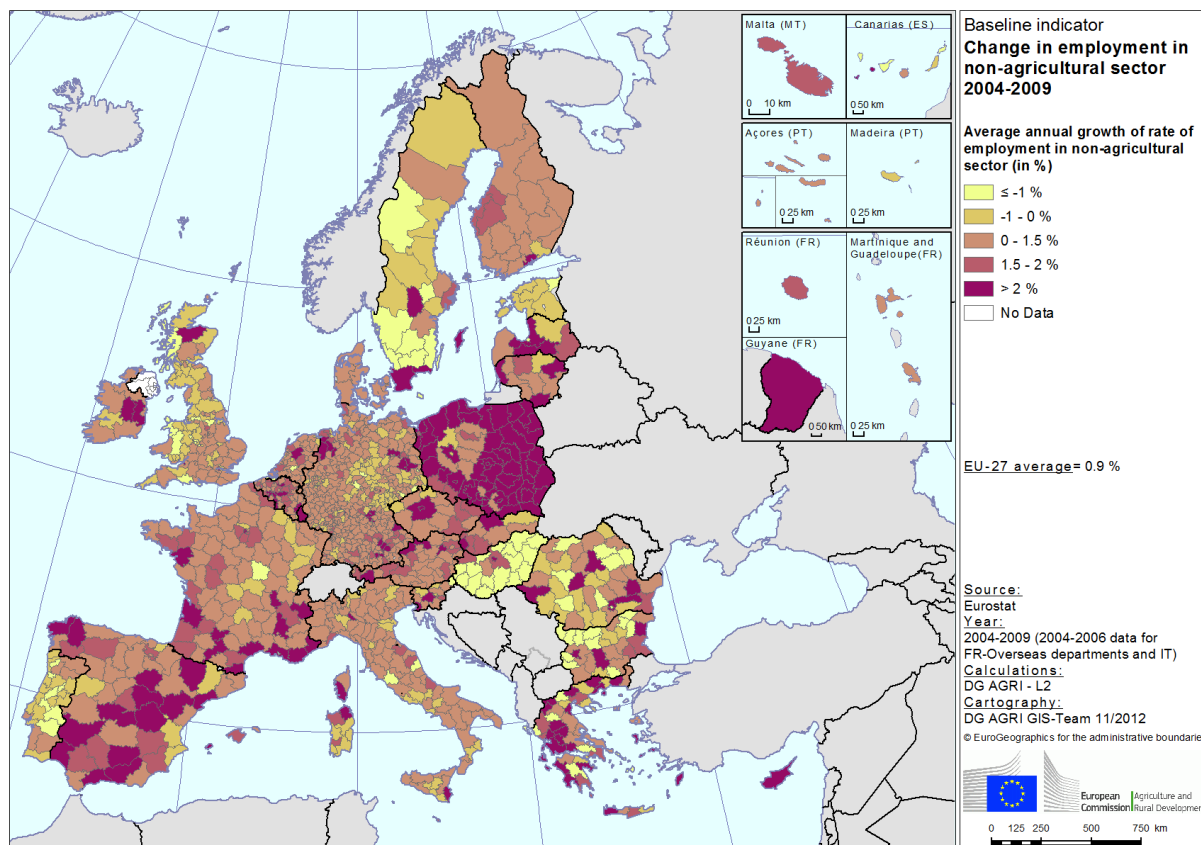 Malta (MT)
0 10 km
Canarias (ES)
0 50 km
Açores (PT)
0 25 km
Madeira (PT)
0 25 km
Réunion (FR)
0 25 km
Martinique and
Guadeloupe(FR)
0 25 km
Guyane (FR)
0 50 km
Baseline indicator
Change in employment in
non-agricultural sector
2004-2009
Average annual growth of rate of
employment in non-agricultural
sector (in %)
≤ -1 %
-1 - 0 %
0 - 1.5 %
1.5 - 2 %
> 2 %
No Data
EU-27 average= 0.9 %
Source:
Eurostat
Year:
2004-2009 (2004-2006 data for
FR-Overseas departments and IT)
Calculations:
DG AGRI - L2
Cartography:
DG AGRI GIS-Team 11/2012
© EuroGeographics for the administrative boundarie
European
Commission
Agriculture and
Rural Developme
0 125 250 500 750 km